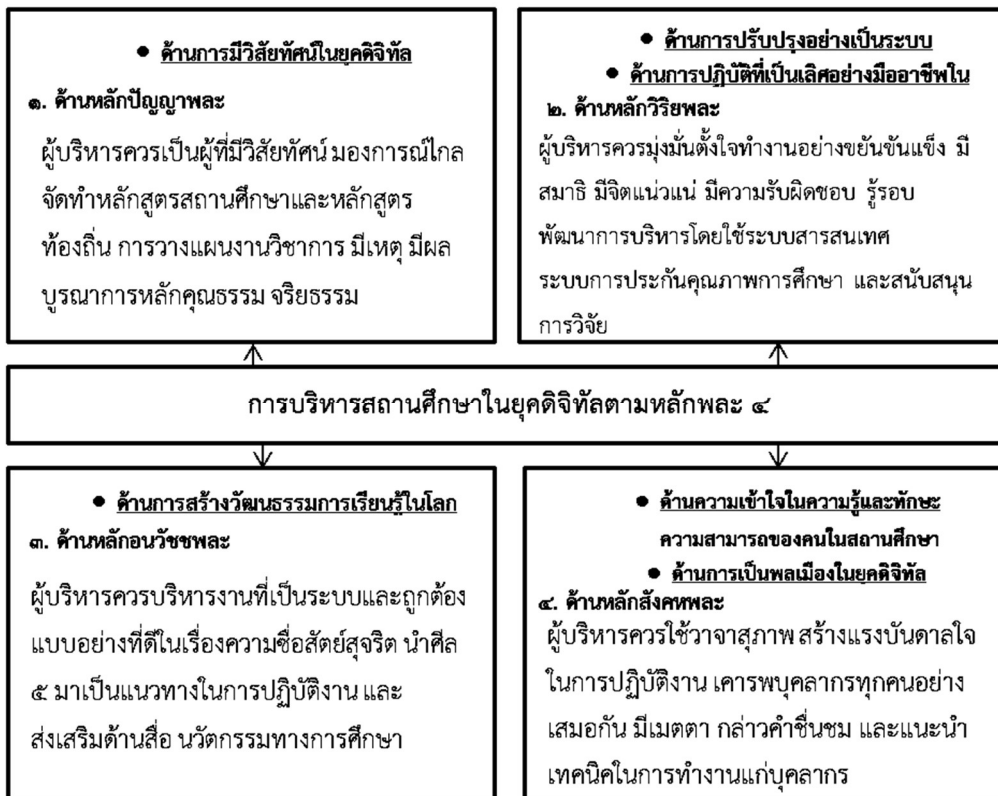 ● ด้านการมีวิสัยทัศน์ในยุคดิจิทัล
๑. ด้านหลักปัญญาพละ
ผู้บริหารควรเป็นผู้ที่มีวิสัยทัศน์ มองการณ์ไกล
จัดทำหลักสูตรสถานศึกษาและหลักสูตร
ท้องถิ่น การวางแผนงานวิชาการ มีเหตุ มีผล
บูรณาการหลักคุณธรรม จริยธรรม
● ด้านการปรับปรุงอย่างเป็นระบบ
● ด้านการปฏิบัติที่เป็นเลิศอย่างมืออาชีพใน
๒. ด้านหลักวิริยพละ
ผู้บริหารควรมุ่งมั่นตั้งใจทำงานอย่างขยันขันแข็ง มี
สมาธิ มีจิตแน่วแน่ มีความรับผิดชอบ รู้รอบ
พัฒนาการบริหารโดยใช้ระบบสารสนเทศ
ระบบการประกันคุณภาพการศึกษา และสนับสนุน
การวิจัย
การบริหารสถานศึกษาในยุคดิจิทัลตามหลักพละ ๔
● ด้านการสร้างวัฒนธรรมการเรียนรู้ในโลก
๓. ด้านหลักอนวัชชพละ
ผู้บริหารควรบริหารงานที่เป็นระบบและถูกต้อง
แบบอย่างที่ดีในเรื่องความซื่อสัตย์สุจริต นำศีล
๕ มาเป็นแนวทางในการปฏิบัติงาน และ
ส่งเสริมด้านสื่อ นวัตกรรมทางการศึกษา
● ด้านความเข้าใจในความรู้และทักษะ
ความสามารถของคนในสถานศึกษา
● ด้านการเป็นพลเมืองในยุคดิจิทัล
๔. ด้านหลักสังคหพละ
ผู้บริหารควรใช้วาจาสุภาพ สร้างแรงบันดาลใจ
ในการปฏิบัติงาน เคารพบุคลากรทุกคนอย่าง
เสมอกัน มีเมตตา กล่าวคำชื่นชม และแนะนำ
เทคนิคในการทำงานแก่บุคลากร